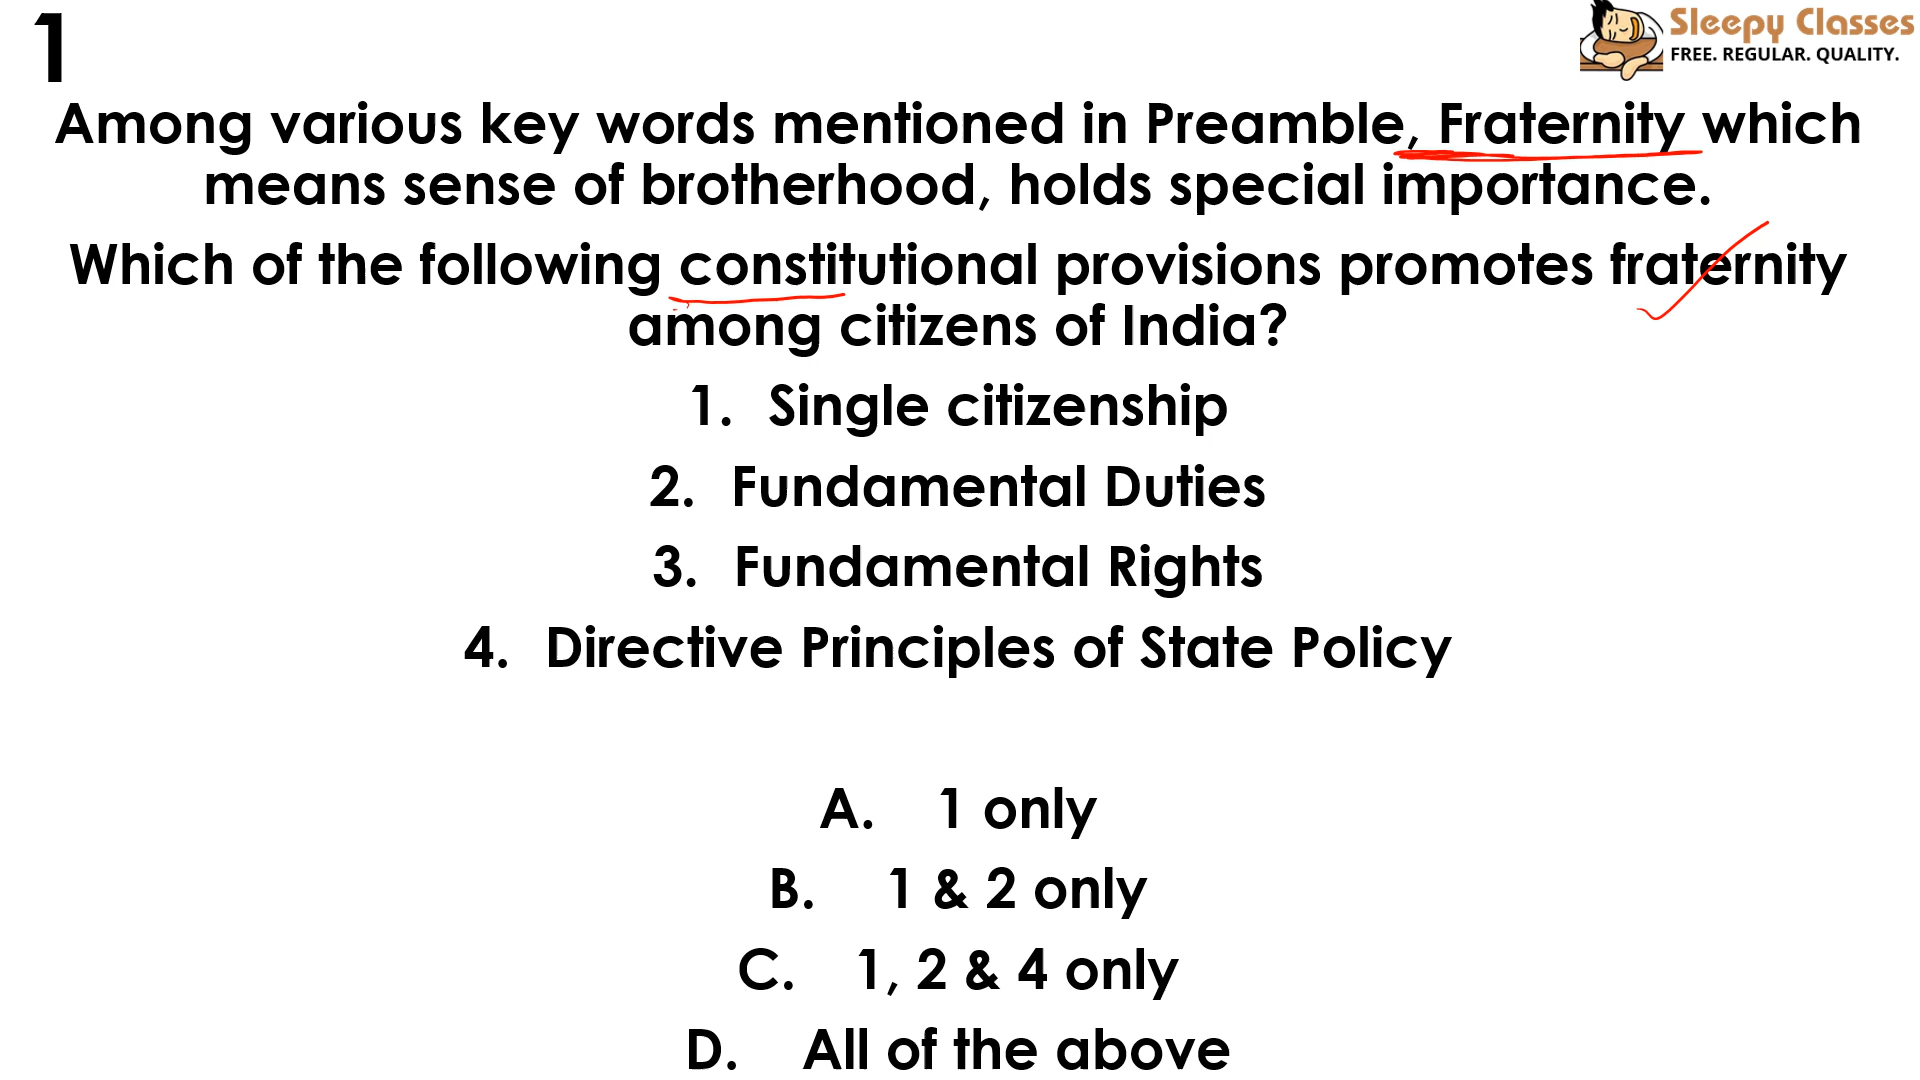 1
Sleepy Classes
FREE. REGULAR. QUALITY.
Among various key words mentioned in Preamble, Fraternity which
means sense of brotherhood, holds special importance.
Which of the following constitutional provisions promotes fraternity
among citizens of India?
1. Single citizenship
2. Fundamental Duties
3. Fundamental Rights
4. Directive Principles of State Policy
A. 1 only
B. 1 & 2 only
C. 1, 2 & 4 only
D. All of the above